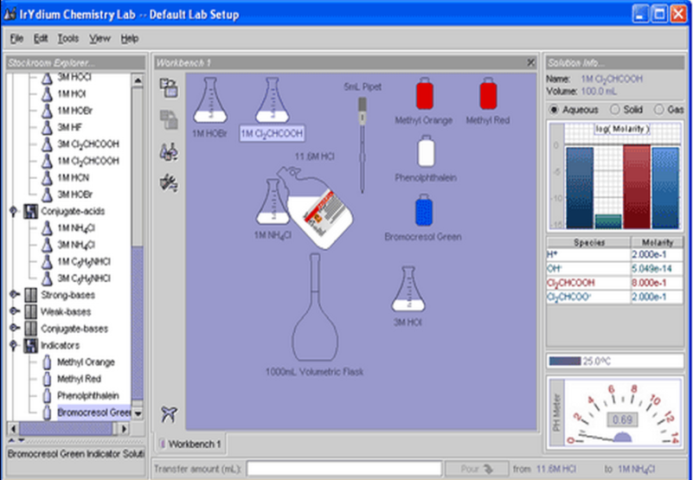 IrYdium Chemistry Lab -- Default Lab Setup
File Edit Tools View Help
Stockroom Explorer...
3M HOCl
1M HOI
1M HOBr
3M HF
3M Cl₂CHCOOH
1M Cl₂CHCOOH
1M HCN
3M HOBr
Conjugate-acids
1M NH₄Cl
3M NH₄Cl
1M C₅H₅NHCl
3M C₅H₅NHCl
Strong-bases
Weak-bases
Conjugate-bases
Indicators
Methyl Orange
Methyl Red
Phenolphthalein
Bromocresol Green
Bromocresol Green Indicator Soluti
Workbench 1
1M HOBr
1M Cl₂CHCOOH
5mL Pipet
Methyl Orange
Methyl Red
11.6M HCl
Phenolphthalein
1M NH₄Cl
Bromocresol Green
3M HOI
1000mL Volumetric Flask
Workbench 1
Transfer amount (mL):
Pour
from 11.6M HCl to 1M NH₄Cl
Solution Info...
Name: 1M Cl₂CHCOOH
Volume: 100.0 mL
Aqueous Solid Gas
log( Molarity )
0
-5
-10
-15
Species Molarity
H⁺ 2.000e-1
OH⁻ 5.049e-14
Cl₂CHCOOH 8.000e-1
Cl₂CHCOO⁻ 2.000e-1
25.0ºC
PH Meter
0 2 4 6 8 10 12 14
0.69